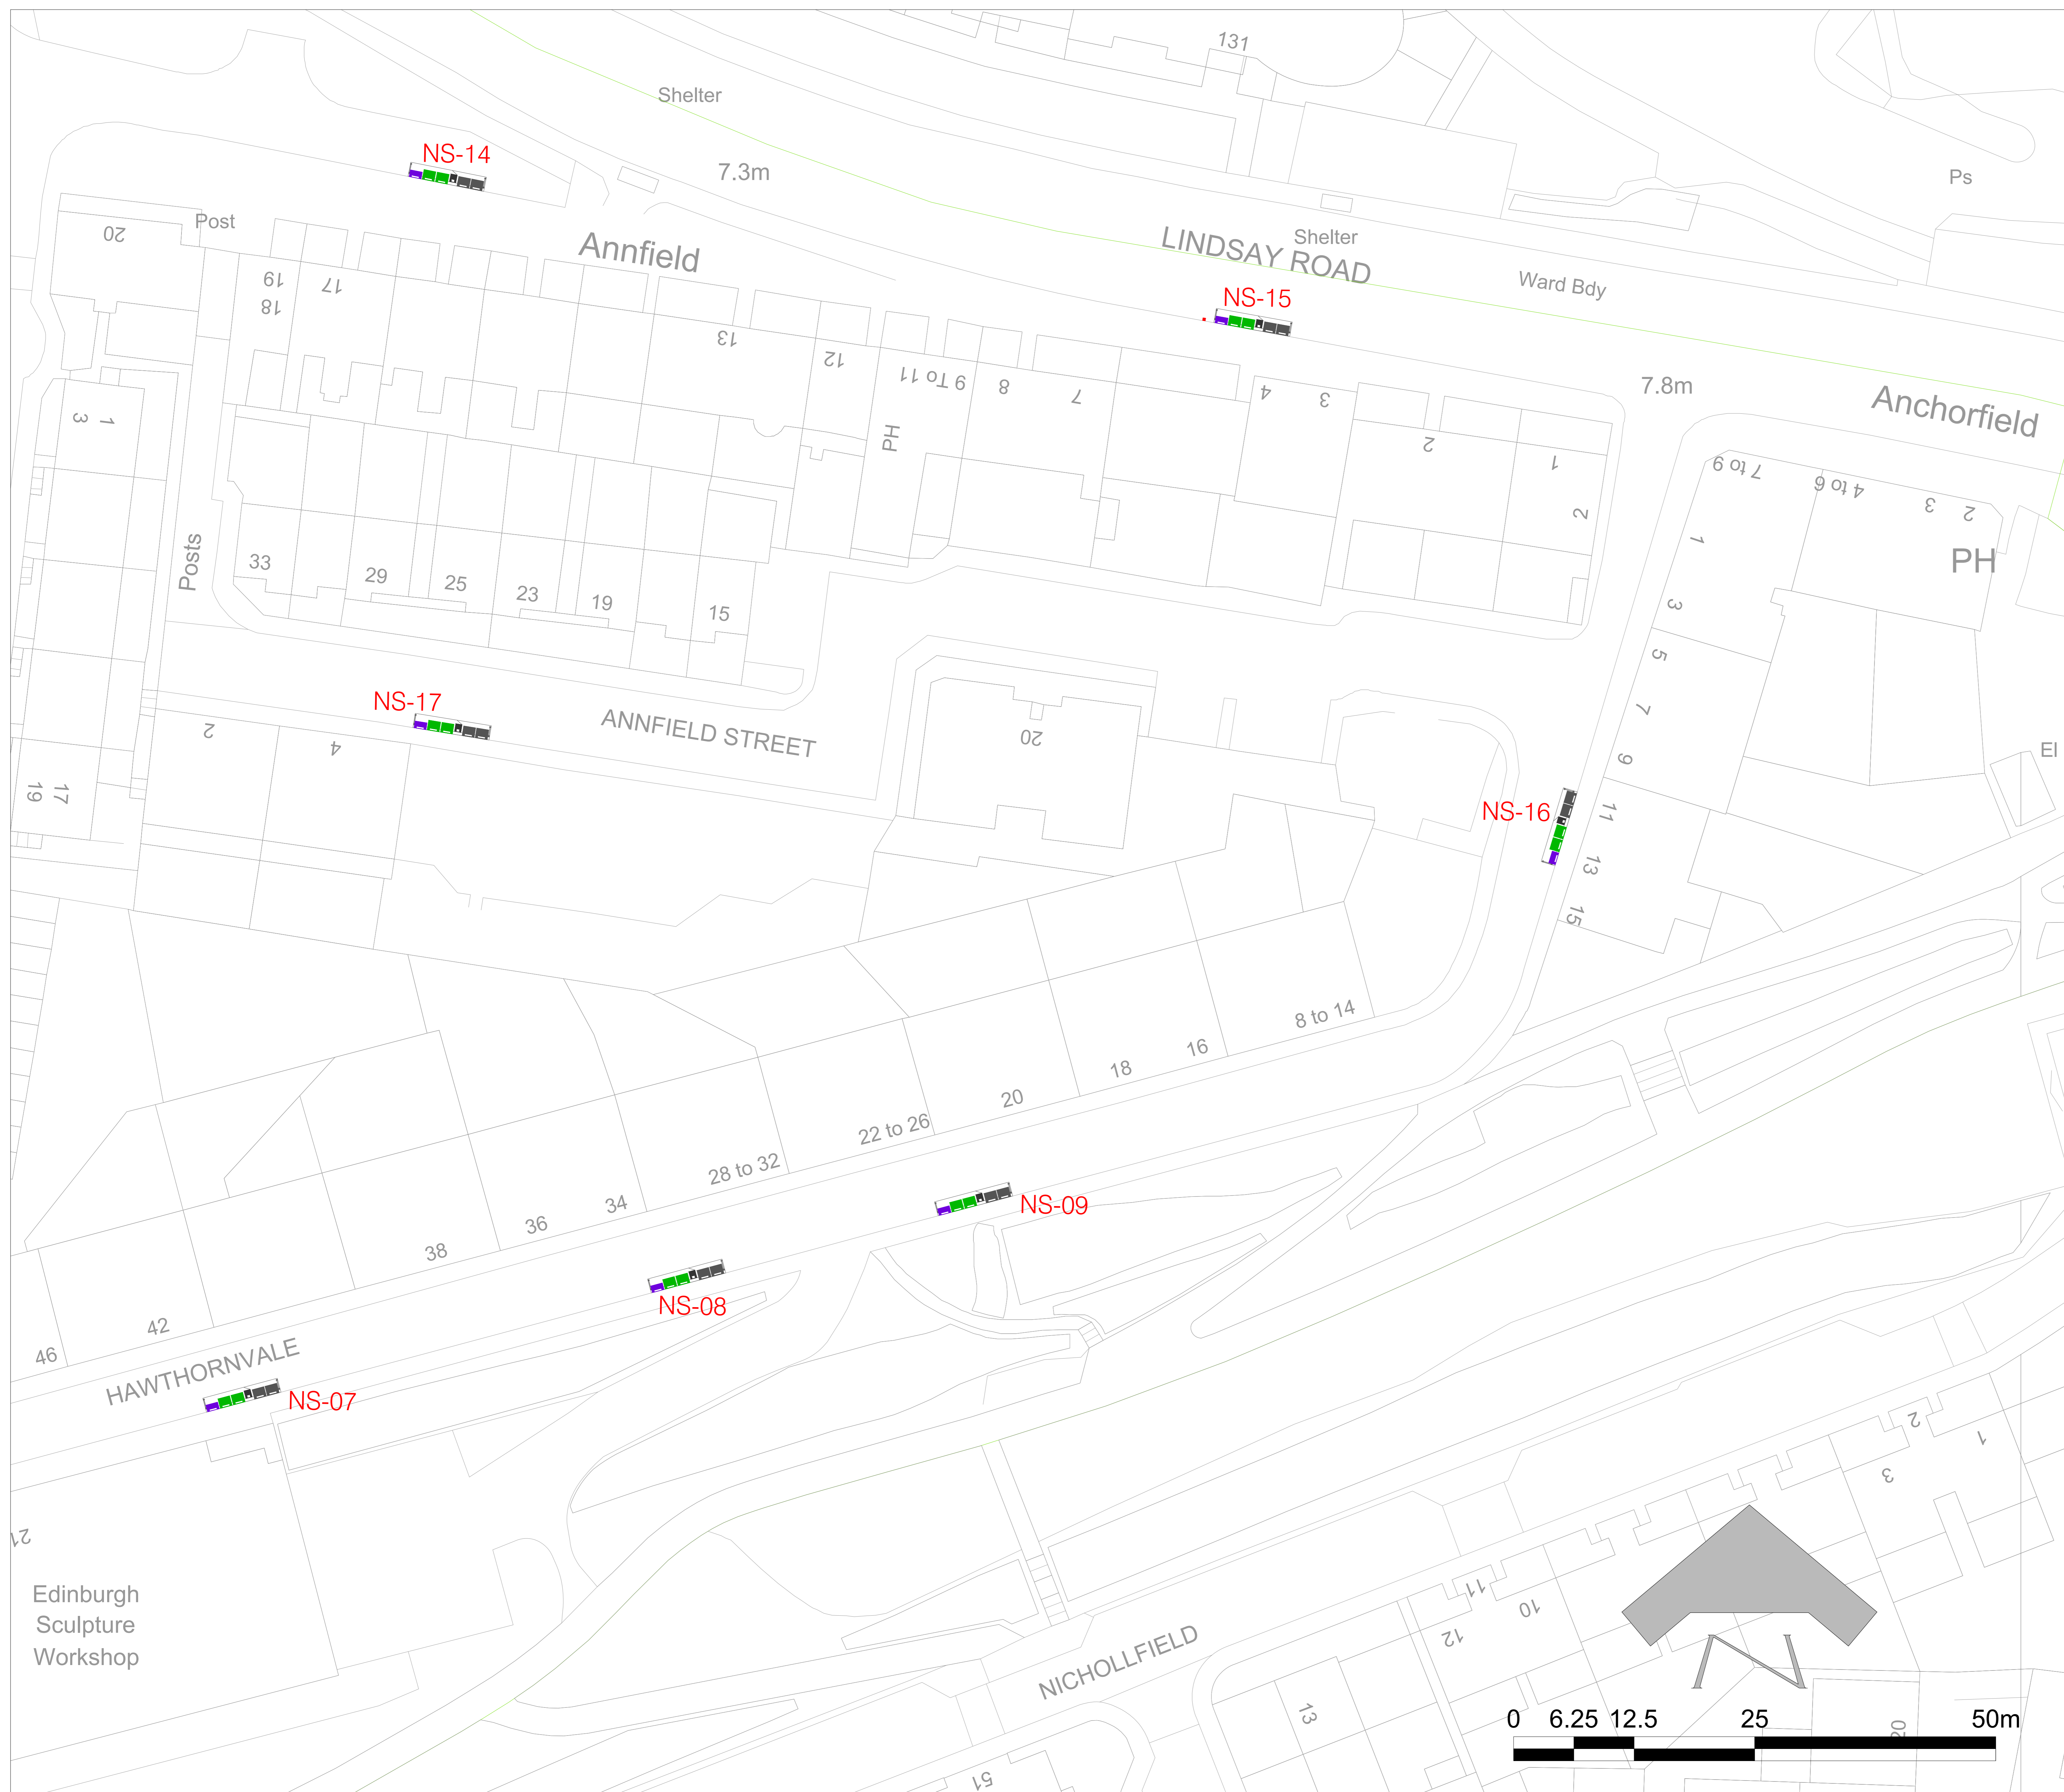 131
Shelter
NS-14
7.3m
Ps
Post
20
Annfield
LINDSAY ROAD
Shelter
Ward Bdy
19
18
17
NS-15
13
12
9 To 11
8
7
4
3
7.8m
Anchorfield
PH
2
1
2
7 to 9
4 to 6
3
2
1
3
1
PH
Posts
33
29
25
23
19
15
3
5
7
9
NS-17
ANNFIELD STREET
2
4
20
El
19
17
NS-16
11
13
15
8 to 14
16
18
20
22 to 26
28 to 32
34
36
38
NS-09
NS-08
42
46
HAWTHORNVALE
NS-07
2
1
3
21
Edinburgh
Sculpture
Workshop
11
10
12
NICHOLLFIELD
13
N
20
0 6.25 12.5 25 50m
51